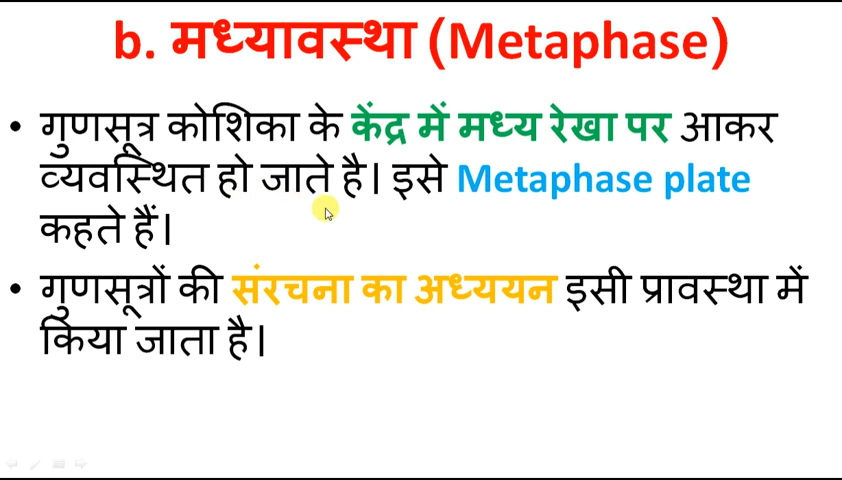 b. मध्यावस्था (Metaphase)
• गुणसूत्र कोशिका के केंद्र में मध्य रेखा पर आकर
व्यवस्थित हो जाते है। इसे Metaphase plate
कहते हैं।
• गुणसूत्रों की संरचना का अध्ययन इसी प्रावस्था में
किया जाता है।